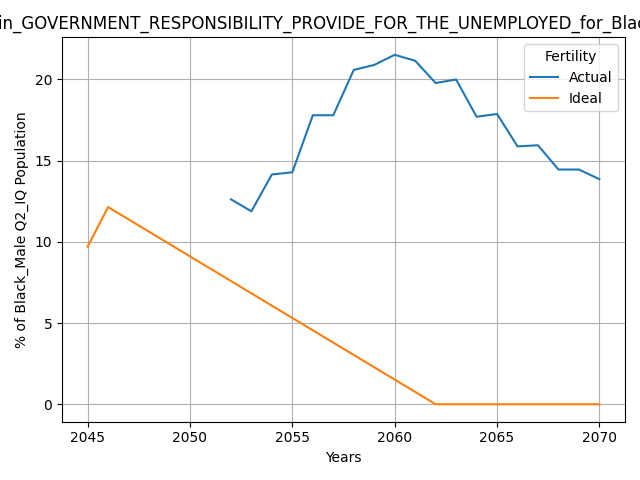 in_GOVERNMENT_RESPONSIBILITY_PROVIDE_FOR_THE_UNEMPLOYED_for_Blac
Fertility
Actual
Ideal
% of Black_Male Q2_IQ Population
20
15
10
5
0
2045 2050 2055 2060 2065 2070
Years